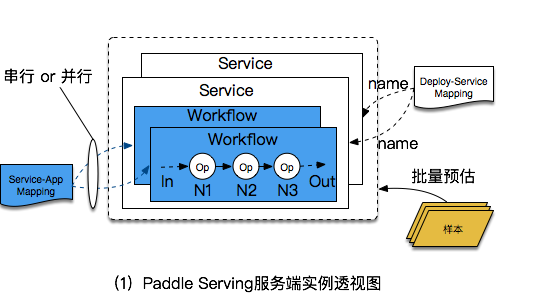 串行 or 并行
Service
Service
name
Deploy-Service
Mapping
Workflow
Workflow
name
Op
Op
Op
Service-App
Mapping
In
Out
N1
N2
N3
批量预估
样本
(1) Paddle Serving服务端实例透视图